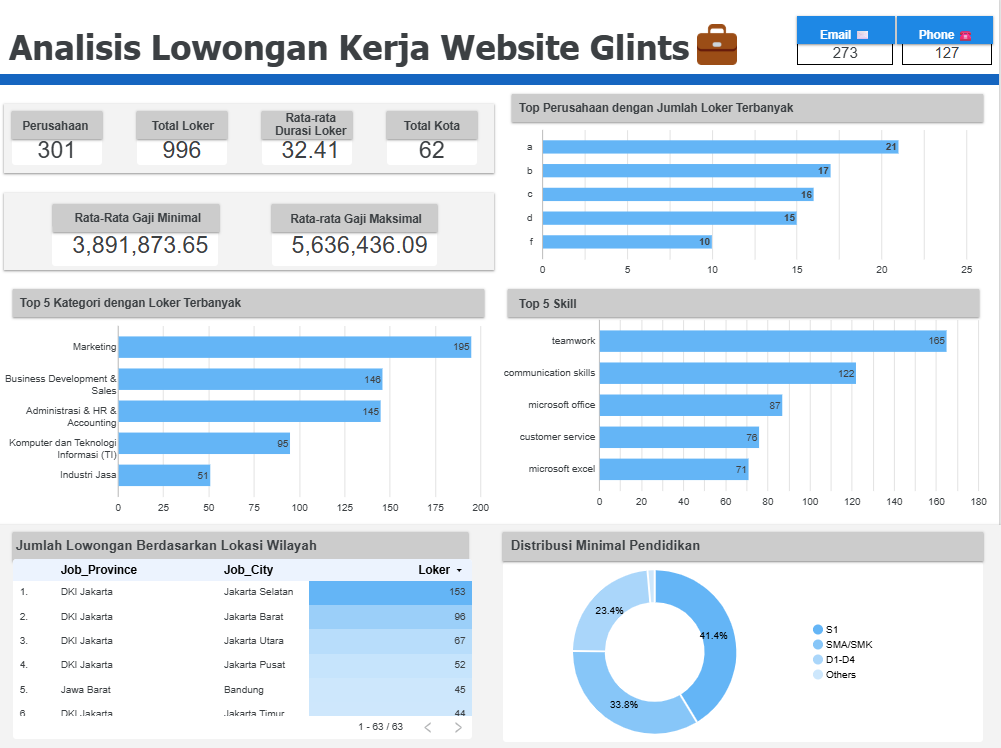 Analisis Lowongan Kerja Website Glints
Email
273
Phone
127
Perusahaan
301
Total Loker
996
Rata-rata
Durasi Loker
32.41
Total Kota
62
Rata-Rata Gaji Minimal
3,891,873.65
Rata-rata Gaji Maksimal
5,636,436.09
Top Perusahaan dengan Jumlah Loker Terbanyak
a 21
b 17
c 16
d 15
f 10
0 5 10 15 20 25
Top 5 Kategori dengan Loker Terbanyak
Marketing 195
Business Development &
Sales 146
Administrasi & HR &
Accounting 145
Komputer dan Teknologi
Informasi (TI) 95
Industri Jasa 51
0 25 50 75 100 125 150 175 200
Top 5 Skill
teamwork 165
communication skills 122
microsoft office 87
customer service 76
microsoft excel 71
0 20 40 60 80 100 120 140 160 180
Jumlah Lowongan Berdasarkan Lokasi Wilayah
Job_Province Job_City Loker
1. DKI Jakarta Jakarta Selatan 153
2. DKI Jakarta Jakarta Barat 96
3. DKI Jakarta Jakarta Utara 67
4. DKI Jakarta Jakarta Pusat 52
5. Jawa Barat Bandung 45
6. DKI Jakarta Jakarta Timur 44
1 - 63 / 63
Distribusi Minimal Pendidikan
23.4%
41.4%
33.8%
S1
SMA/SMK
D1-D4
Others